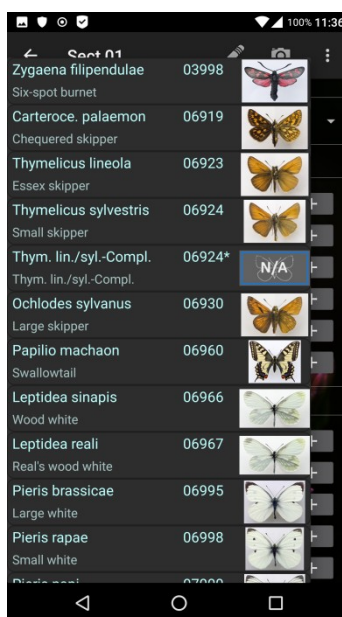 100% 11:36
Sect 01
Zygaena filipendulae 03998
Six-spot burnet
Carteroce. palaemon 06919
Chequered skipper
Thymelicus lineola 06923
Essex skipper
Thymelicus sylvestris 06924
Small skipper
Thym. lin./syl.-Compl. 06924*
N/A
Thym. lin./syl.-Compl.
Ochlodes sylvanus 06930
Large skipper
Papilio machaon 06960
Swallowtail
Leptidea sinapis 06966
Wood white
Leptidea reali 06967
Real's wood white
Pieris brassicae 06995
Large white
Pieris rapae 06998
Small white